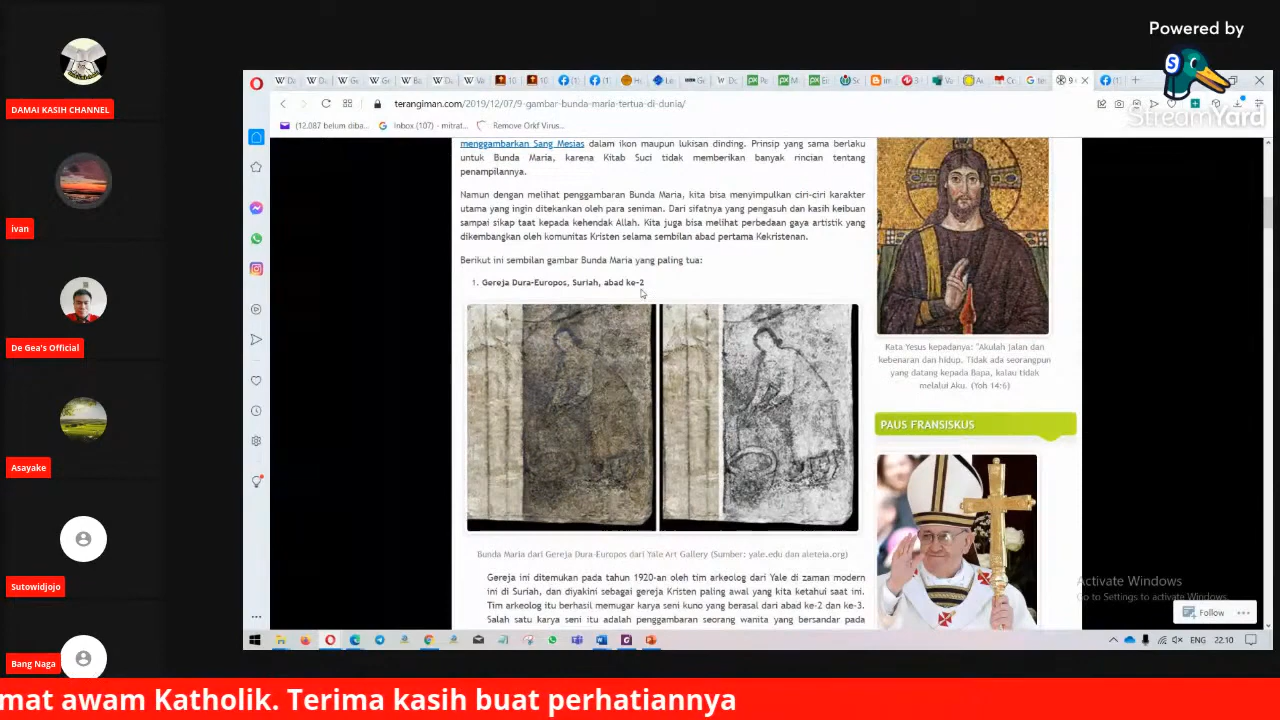 Powered by
StreamYard
DAMAI KASIH CHANNEL
ivan
De Gea's Official
Asayake
Sutowidjojo
Bang Naga
terangiman.com/2019/12/07/9-gambar-bunda-maria-tertua-di-dunia/
(12.087 belum diba...
Inbox (107) - mitrat...
Remove Orkf Virus...
menggambarkan Sang Mesias dalam ikon maupun lukisan dinding. Prinsip yang sama berlaku
untuk Bunda Maria, karena Kitab Suci tidak memberikan banyak rincian tentang
penampilannya.
Namun dengan melihat penggambaran Bunda Maria, kita bisa menyimpulkan ciri-ciri karakter
utama yang ingin ditekankan oleh para seniman. Dari sifatnya yang pengasuh dan kasih keibuan
sampai sikap taat kepada kehendak Allah. Kita juga bisa melihat perbedaan gaya artistik yang
dikembangkan oleh komunitas Kristen selama sembilan abad pertama Kekristenan.
Berikut ini sembilan gambar Bunda Maria yang paling tua:
1. Gereja Dura-Europos, Suriah, abad ke-2
Bunda Maria dari Gereja Dura-Europos dari Yale Art Gallery (Sumber: yale.edu dan aleteia.org)
Gereja ini ditemukan pada tahun 1920-an oleh tim arkeolog dari Yale di zaman modern
ini di Suriah, dan diyakini sebagai gereja Kristen paling awal yang kita ketahui saat ini.
Tim arkeolog itu berhasil memugar karya seni kuno yang berasal dari abad ke-2 dan ke-3.
Salah satu karya seni itu adalah penggambaran seorang wanita yang bersandar pada
Kata Yesus kepadanya: "Akulah jalan dan
kebenaran dan hidup. Tidak ada seorangpun
yang datang kepada Bapa, kalau tidak
melalui Aku. (Yoh 14:6)
PAUS FRANSISKUS
Activate Windows
Go to Settings to activate Windows.
Follow
ENG
22.10
mat awam Katholik. Terima kasih buat perhatiannya